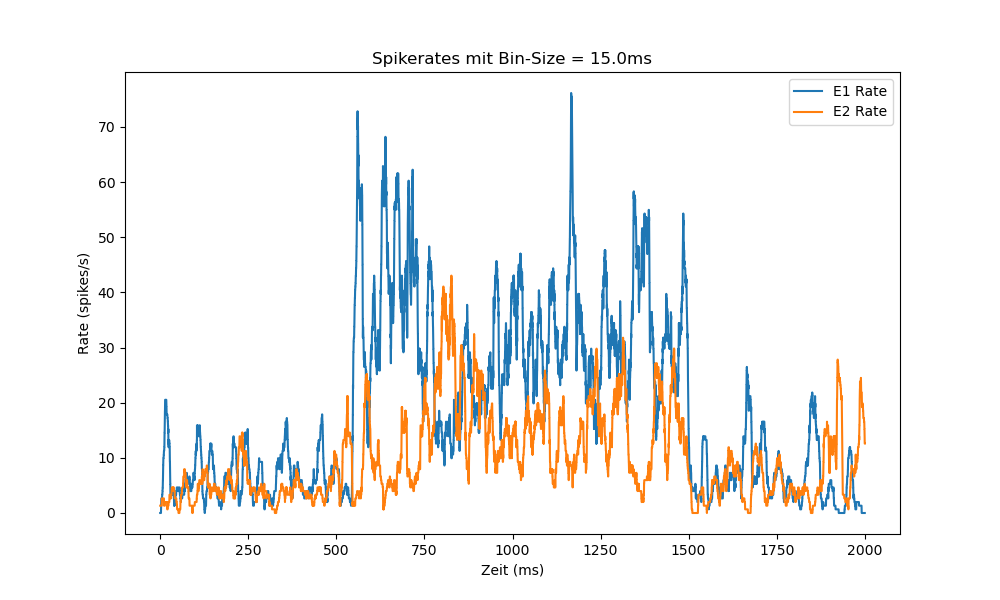 Spikerates mit Bin-Size = 15.0ms
E1 Rate
E2 Rate
Rate (spikes/s)
70
60
50
40
30
20
10
0
0 250 500 750 1000 1250 1500 1750 2000
Zeit (ms)